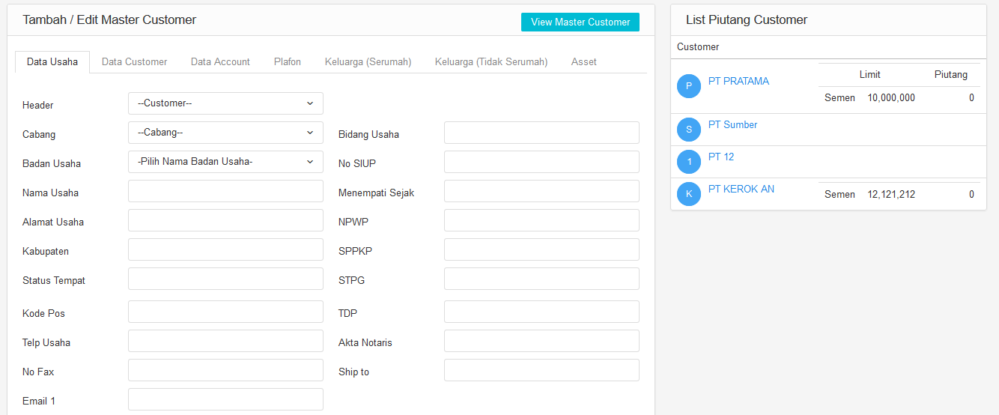 Tambah / Edit Master Customer
View Master Customer
Data Usaha Data Customer Data Account Plafon Keluarga (Serumah) Keluarga (Tidak Serumah) Asset
Header --Customer--
Cabang --Cabang-- Bidang Usaha
Badan Usaha -Pilih Nama Badan Usaha- No SIUP
Nama Usaha Menempati Sejak
Alamat Usaha NPWP
Kabupaten SPPKP
Status Tempat STPG
Kode Pos TDP
Telp Usaha Akta Notaris
No Fax Ship to
Email 1
List Piutang Customer
Customer
Limit Piutang
P PT PRATAMA
Semen 10,000,000 0
S PT Sumber
1 PT 12
K PT KEROK AN
Semen 12,121,212 0